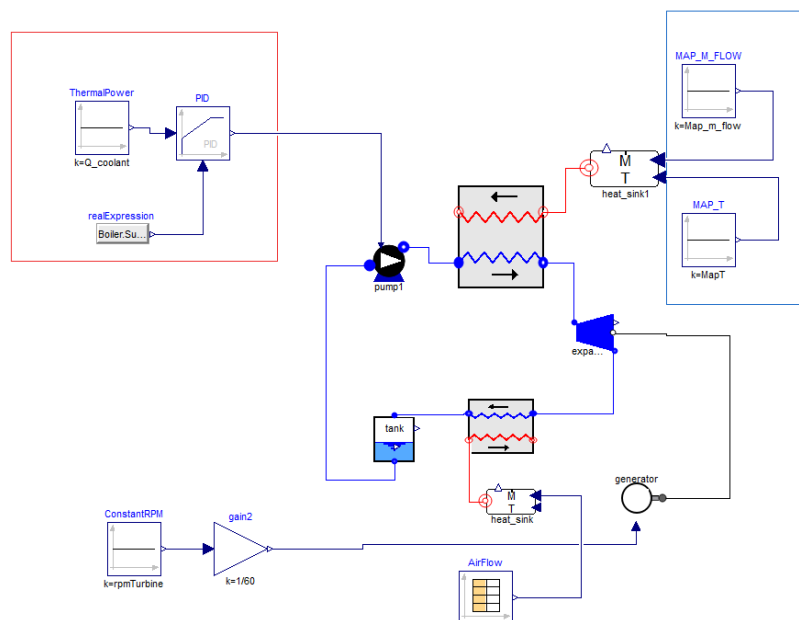 MAP_M_FLOW
k=Map_m_flow
ThermalPower
k=Q_coolant
PID
PID
M
T
heat_sink1
realExpression
Boiler.Su...
MAP_T
k=MapT
pump1
expa...
tank
generator
M
T
heat_sink
ConstantRPM
k=rpmTurbine
gain2
k=1/60
AirFlow